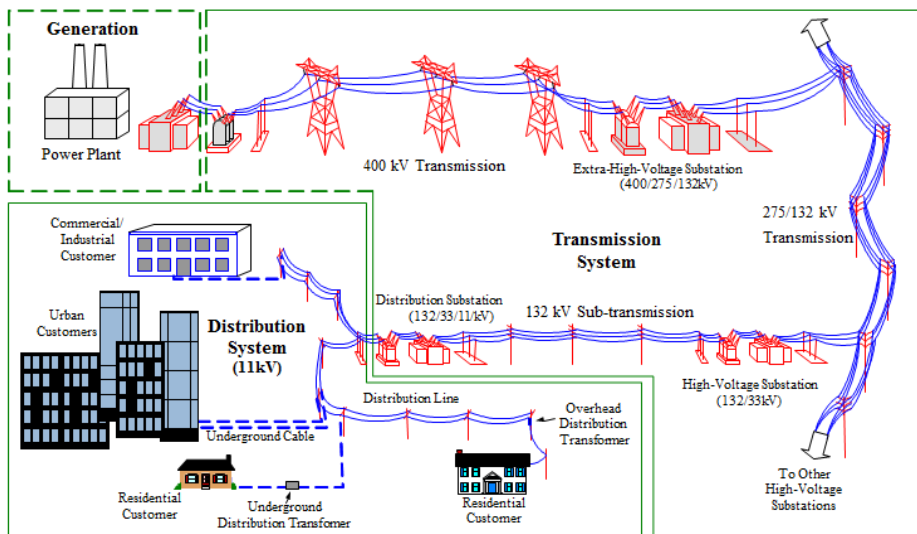 Generation
Power Plant
400 kV Transmission
Extra-High-Voltage Substation
(400/275/132kV)
275/132 kV
Transmission
Transmission
System
Commercial/
Industrial
Customer
Urban
Customers
Distribution
System
(11kV)
Distribution Substation
(132/33/11kV)
132 kV Sub-transmission
High-Voltage Substation
(132/33kV)
Distribution Line
Overhead
Distribution
Transformer
Underground Cable
Residential
Customer
Underground
Distribution Transfomer
Residential
Customer
To Other
High-Voltage
Substations